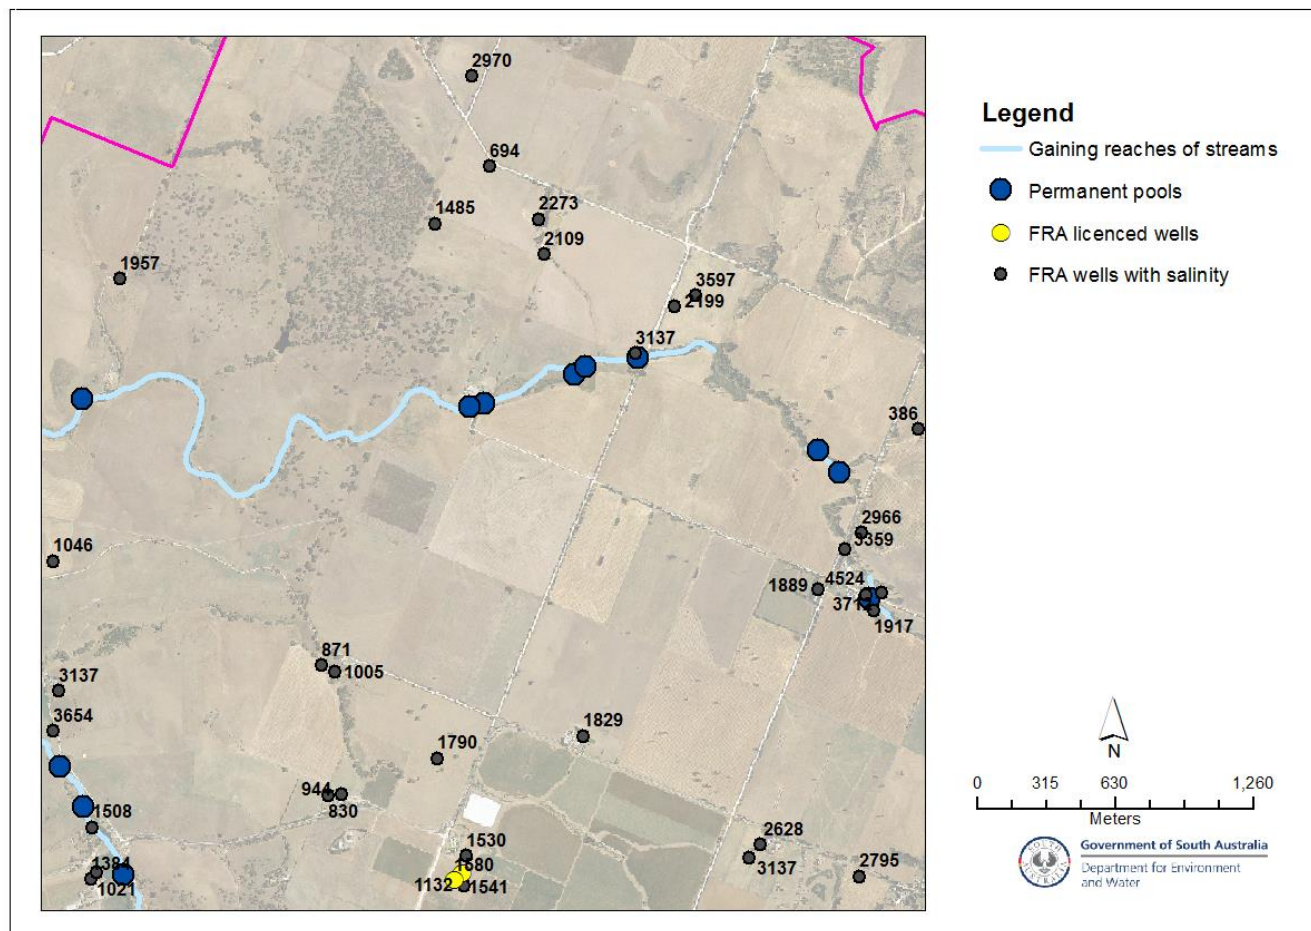 2970
694
1485
2273
2109
1957
3597
2199
3137
386
2966
3359
1046
1889
4524
1917
871
1005
3137
3654
1829
1790
944
830
1508
1530
1580
1132
1541
1384
1021
2628
3137
2795
Legend
Gaining reaches of streams
Permanent pools
FRA licenced wells
FRA wells with salinity
N
0 315 630 1,260
Meters
SOUTH AUSTRALIA
Government of South Australia
Department for Environment
and Water